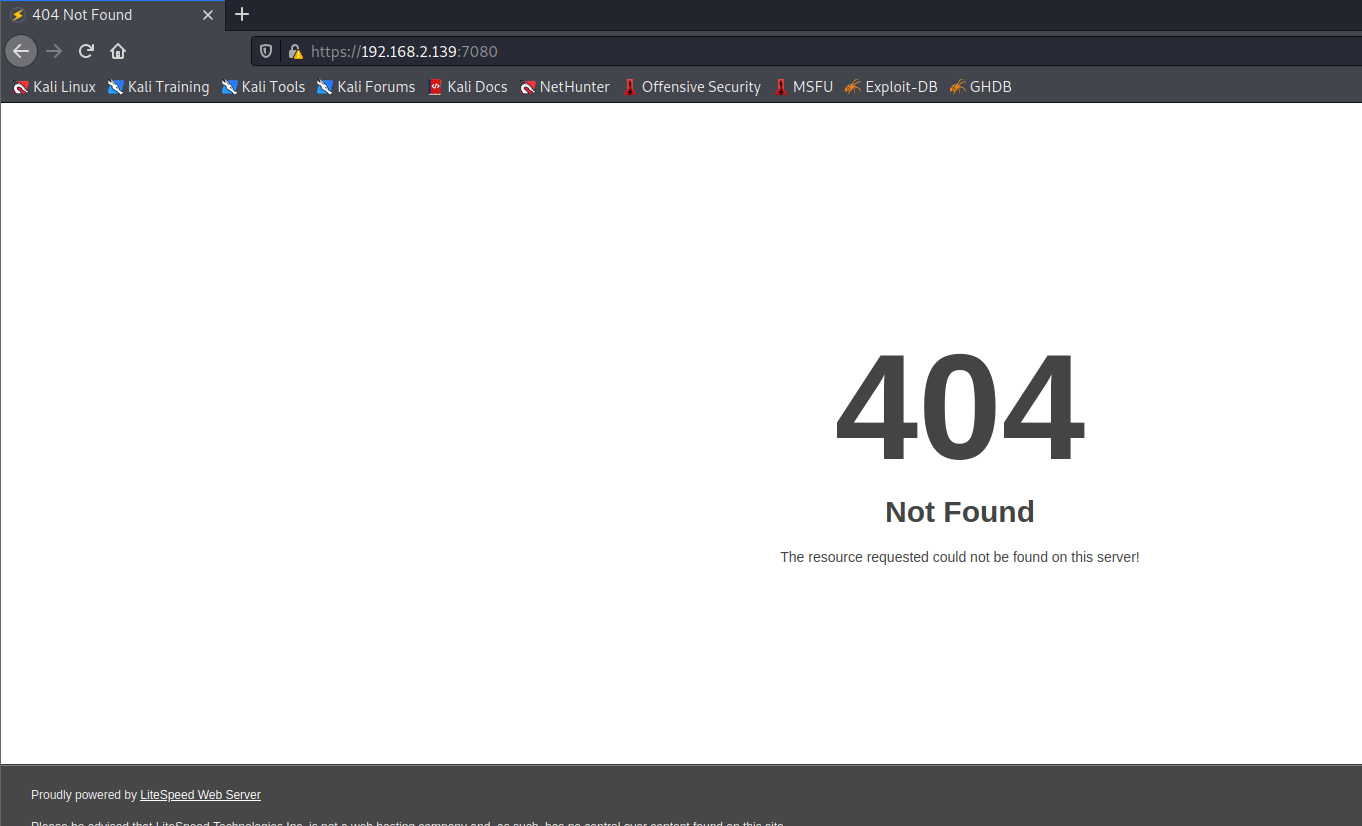 404 Not Found
https://192.168.2.139:7080
Kali Linux Kali Training Kali Tools Kali Forums Kali Docs NetHunter Offensive Security MSFU Exploit-DB GHDB
404
Not Found
The resource requested could not be found on this server!
Proudly powered by LiteSpeed Web Server
Please be advised that LiteSpeed Technologies Inc. is not a web hosting company and, as such, has no control over content found on this site.